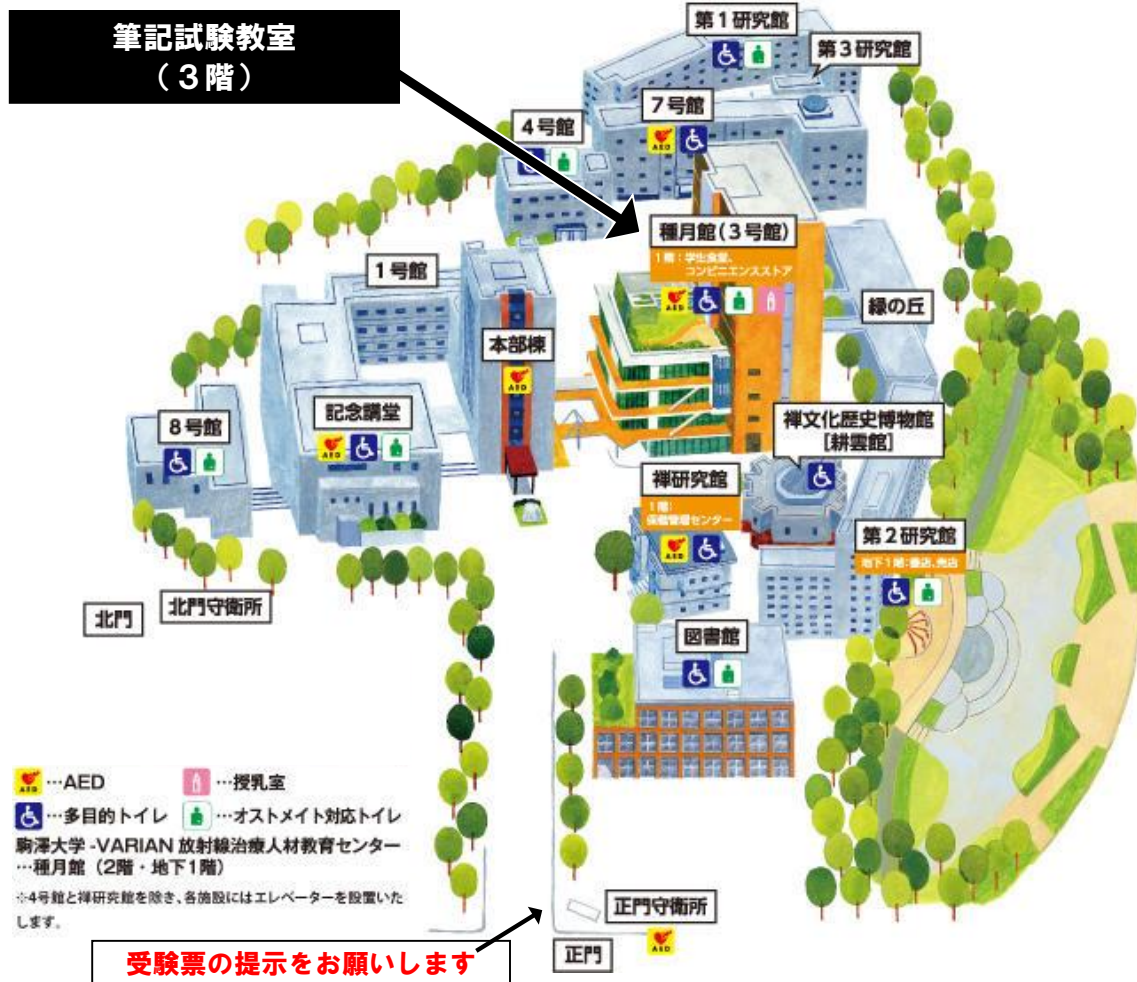 筆記試験教室
（３階）
第１研究館
第３研究館
7号館
AED
4号館
種月館(3号館)
1階：学生食堂、
コンビニエンスストア
AED
1号館
緑の丘
本部棟
AED
禅文化歴史博物館
[耕雲館]
記念講堂
AED
8号館
禅研究館
1階：
保健管理センター
AED
第２研究館
地下1階：書店、売店
北門
北門守衛所
図書館
AED …AED
…授乳室
…多目的トイレ
…オストメイト対応トイレ
駒澤大学 -VARIAN 放射線治療人材教育センター
…種月館（2階・地下1階）
※4号館と禅研究館を除き、各施設にはエレベーターを設置いた
します。
正門守衛所
AED
正門
受験票の提示をお願いします